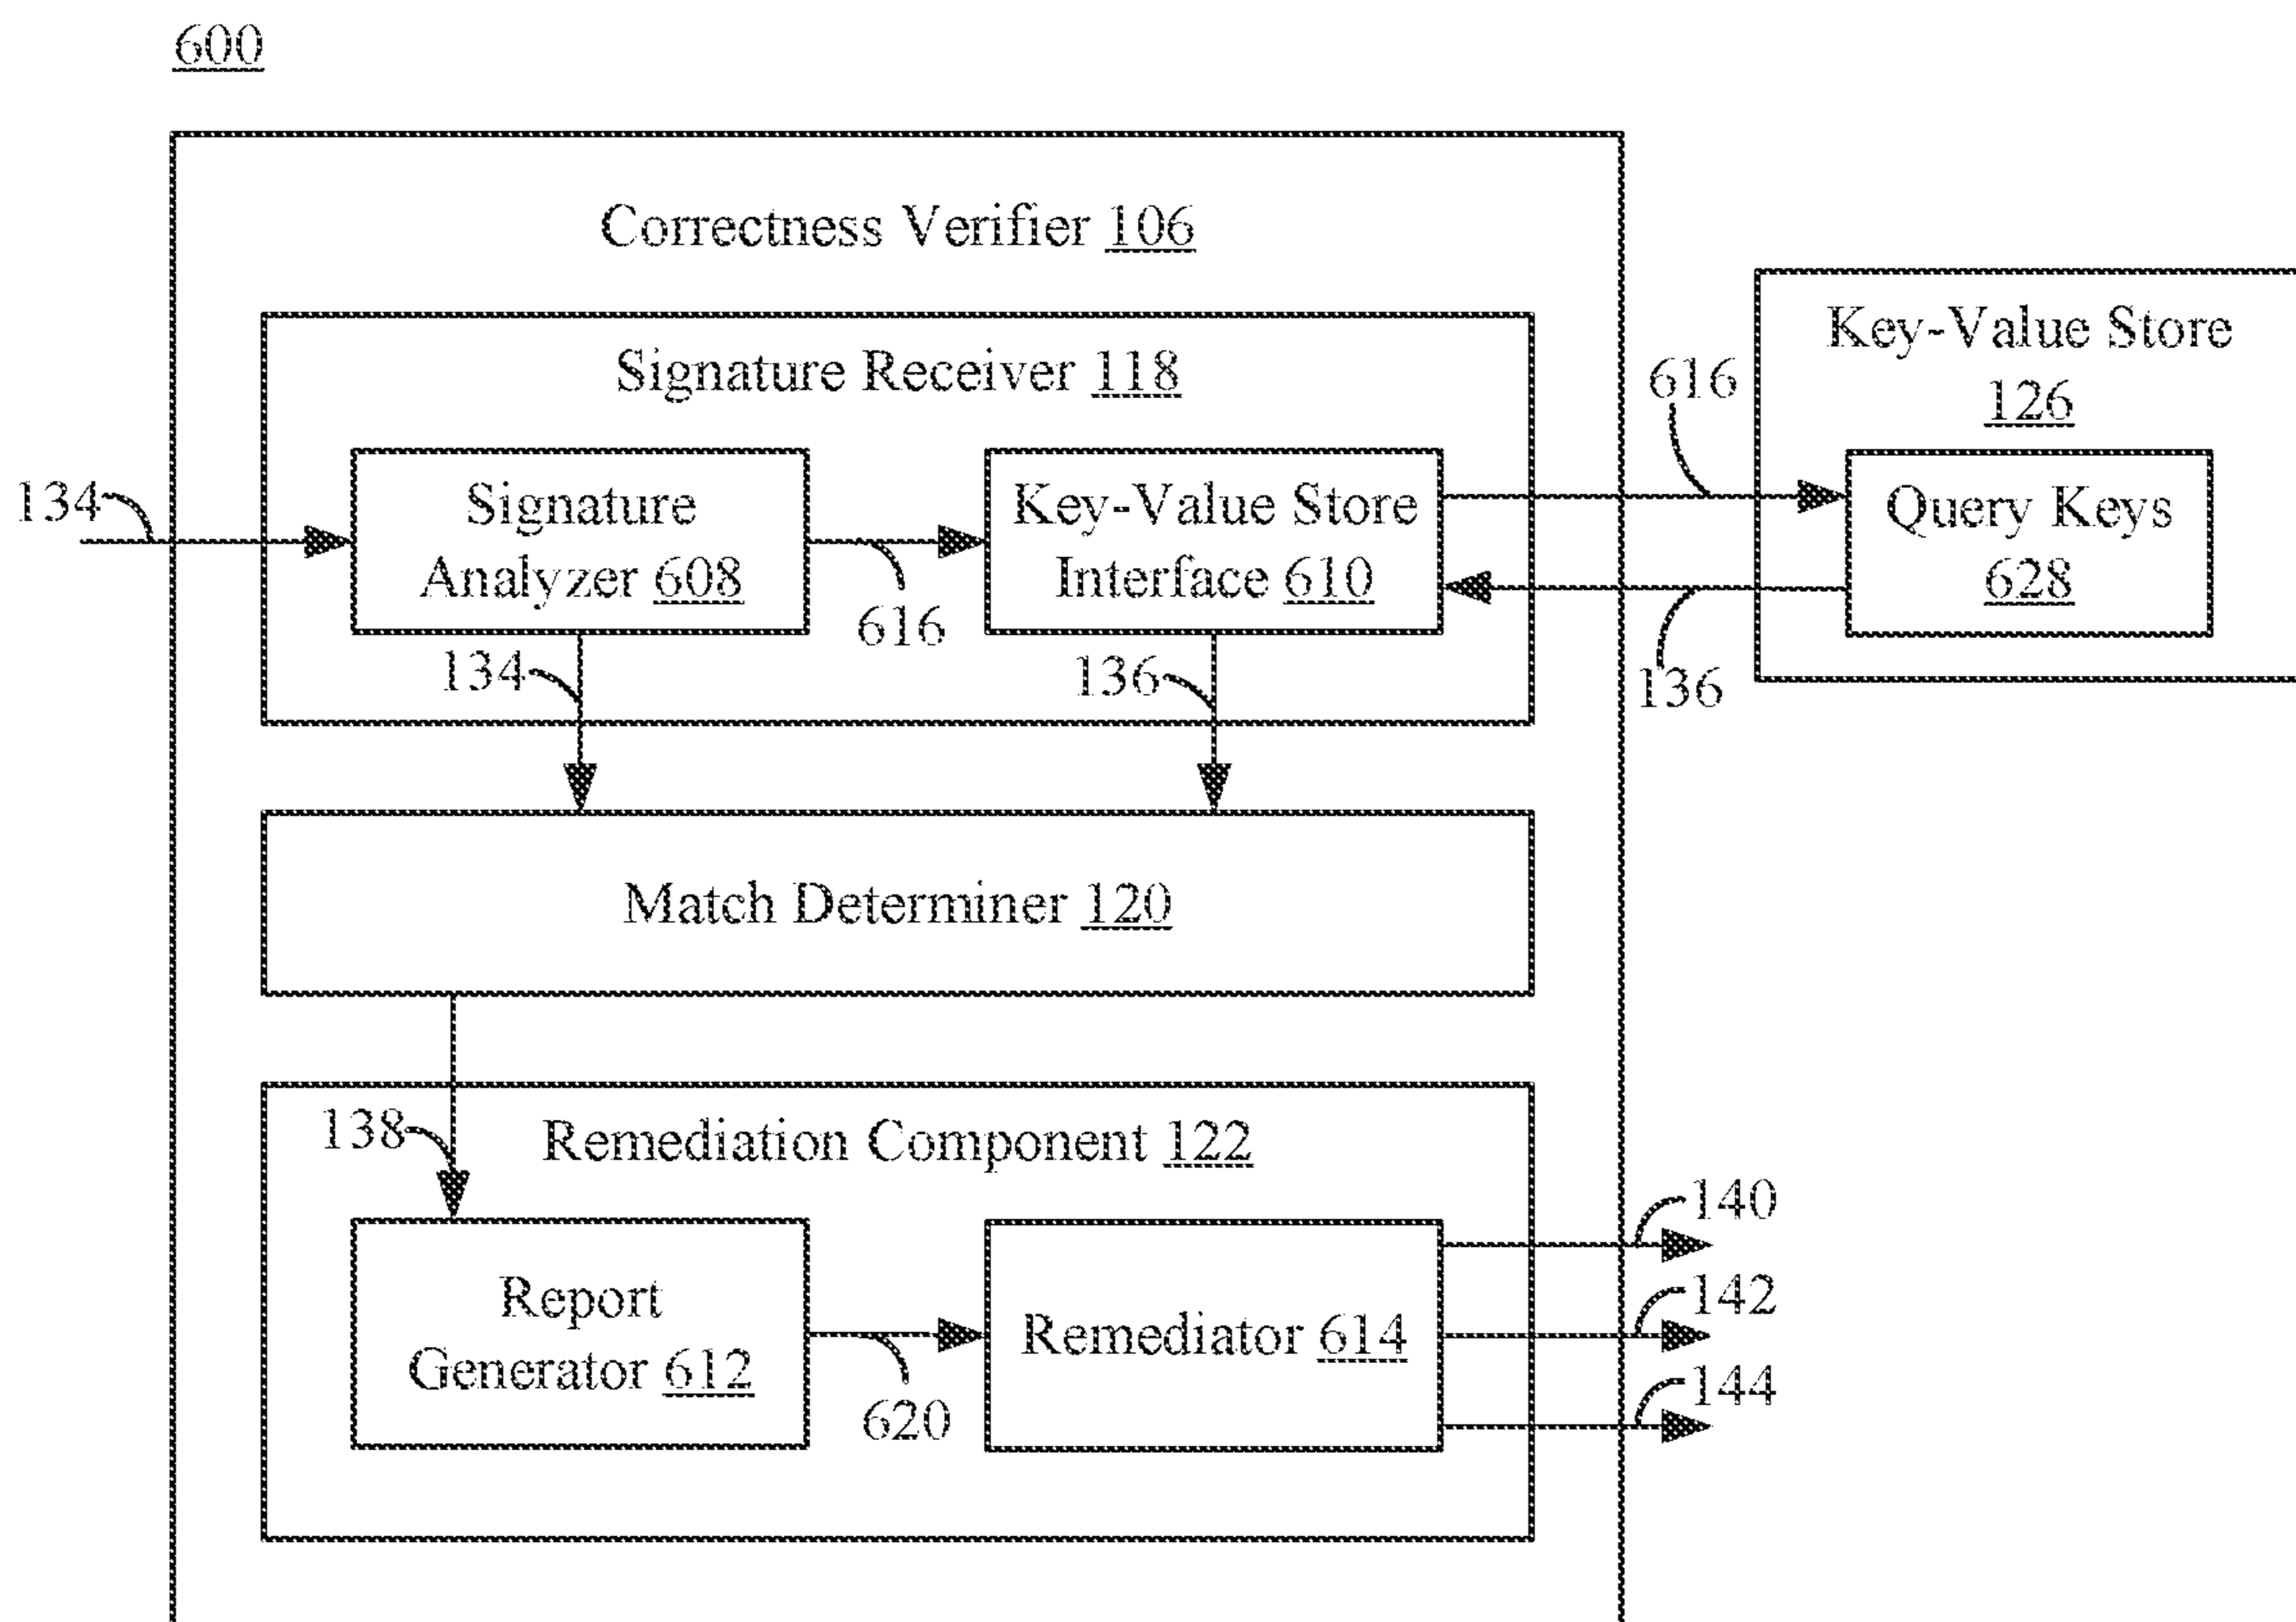 600
Correctness Verifier 106
Signature Receiver 118
Key-Value Store
126
616
134
Signature
Analyzer 608
616
Key-Value Store
Interface 610
Query Keys
628
134
136
136
Match Determiner 120
138
Remediation Component 122
Report
Generator 612
620
Remediator 614
140
142
144